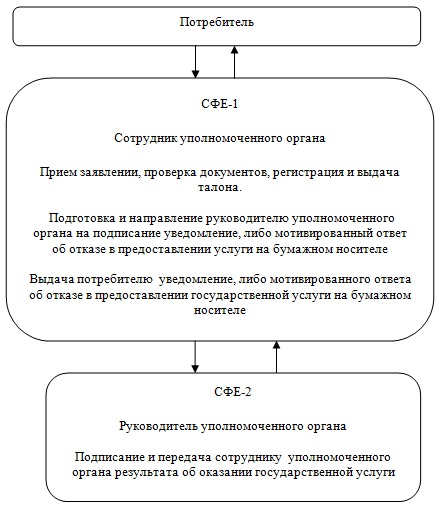 Потребитель
СФЕ-1
Сотрудник уполномоченного органа
Прием заявлении, проверка документов, регистрация и выдача
талона.
Подготовка и направление руководителю уполномоченного
органа на подписание уведомление, либо мотивированный ответ
об отказе в предоставлении услуги на бумажном носителе
Выдача потребителю уведомление, либо мотивированного ответа
об отказе в предоставлении государственной услуги на бумажном
носителе
СФЕ-2
Руководитель уполномоченного органа
Подписание и передача сотруднику уполномоченного
органа результата об оказании государственной услуги